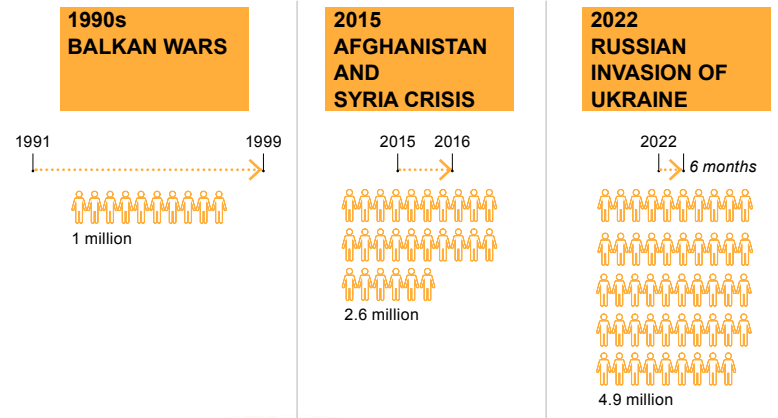 1990s
BALKAN WARS
1991
1999
1 million
2015
AFGHANISTAN
AND
SYRIA CRISIS
2015
2016
2.6 million
2022
RUSSIAN
INVASION OF
UKRAINE
2022
6 months
4.9 million